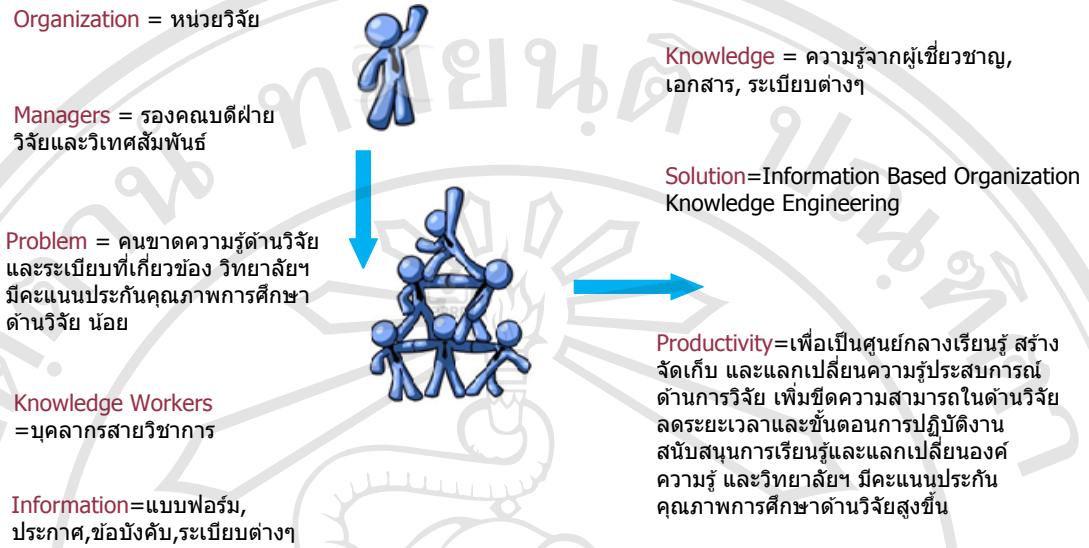 Organization = หน่วยวิจัย
Managers = รองคณบดีฝ่าย
วิจัยและวิเทศสัมพันธ์
Problem = คนขาดความรู้ด้านวิจัย
และระเบียบที่เกี่ยวข้อง วิทยาลัยฯ
มีคะแนนประกันคุณภาพการศึกษา
ด้านวิจัย น้อย
Knowledge Workers
=บุคลากรสายวิชาการ
Information=แบบฟอร์ม,
ประกาศ,ข้อบังคับ,ระเบียบต่างๆ
Knowledge = ความรู้จากผู้เชี่ยวชาญ,
เอกสาร, ระเบียบต่างๆ
Solution=Information Based Organization
Knowledge Engineering
Productivity=เพื่อเป็นศูนย์กลางเรียนรู้ สร้าง
จัดเก็บ และแลกเปลี่ยนความรู้ประสบการณ์
ด้านการวิจัย เพิ่มขีดความสามารถในด้านวิจัย
ลดระยะเวลาและขั้นตอนการปฏิบัติงาน
สนับสนุนการเรียนรู้และแลกเปลี่ยนองค์
ความรู้ และวิทยาลัยฯ มีคะแนนประกัน
คุณภาพการศึกษาด้านวิจัยสูงขึ้น